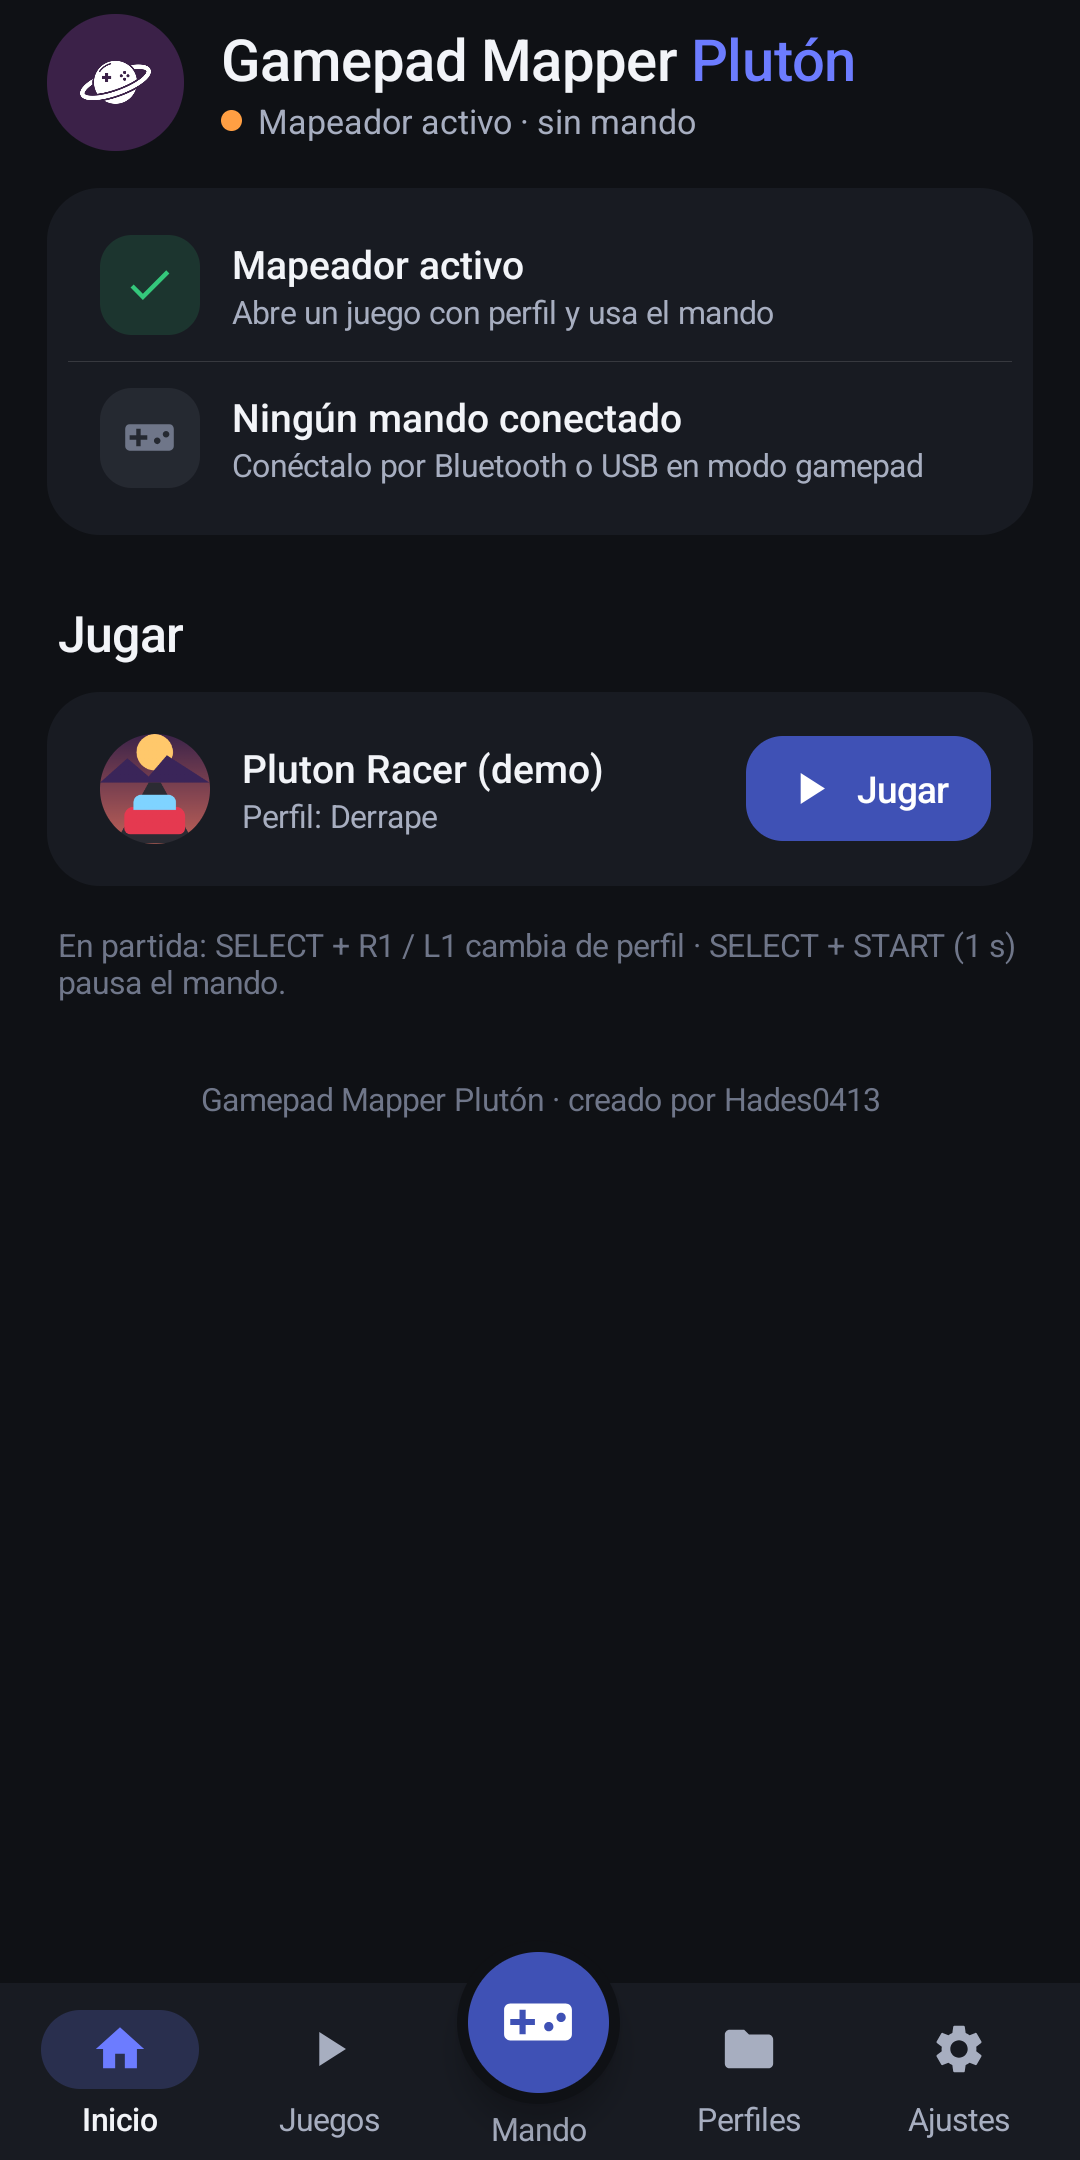 Gamepad Mapper Plutón
Mapeador activo · sin mando
Mapeador activo
Abre un juego con perfil y usa el mando
Ningún mando conectado
Conéctalo por Bluetooth o USB en modo gamepad
Jugar
Pluton Racer (demo)
Perfil: Derrape
Jugar
En partida: SELECT + R1 / L1 cambia de perfil · SELECT + START (1 s)
pausa el mando.
Gamepad Mapper Plutón · creado por Hades0413
Inicio
Juegos
Mando
Perfiles
Ajustes